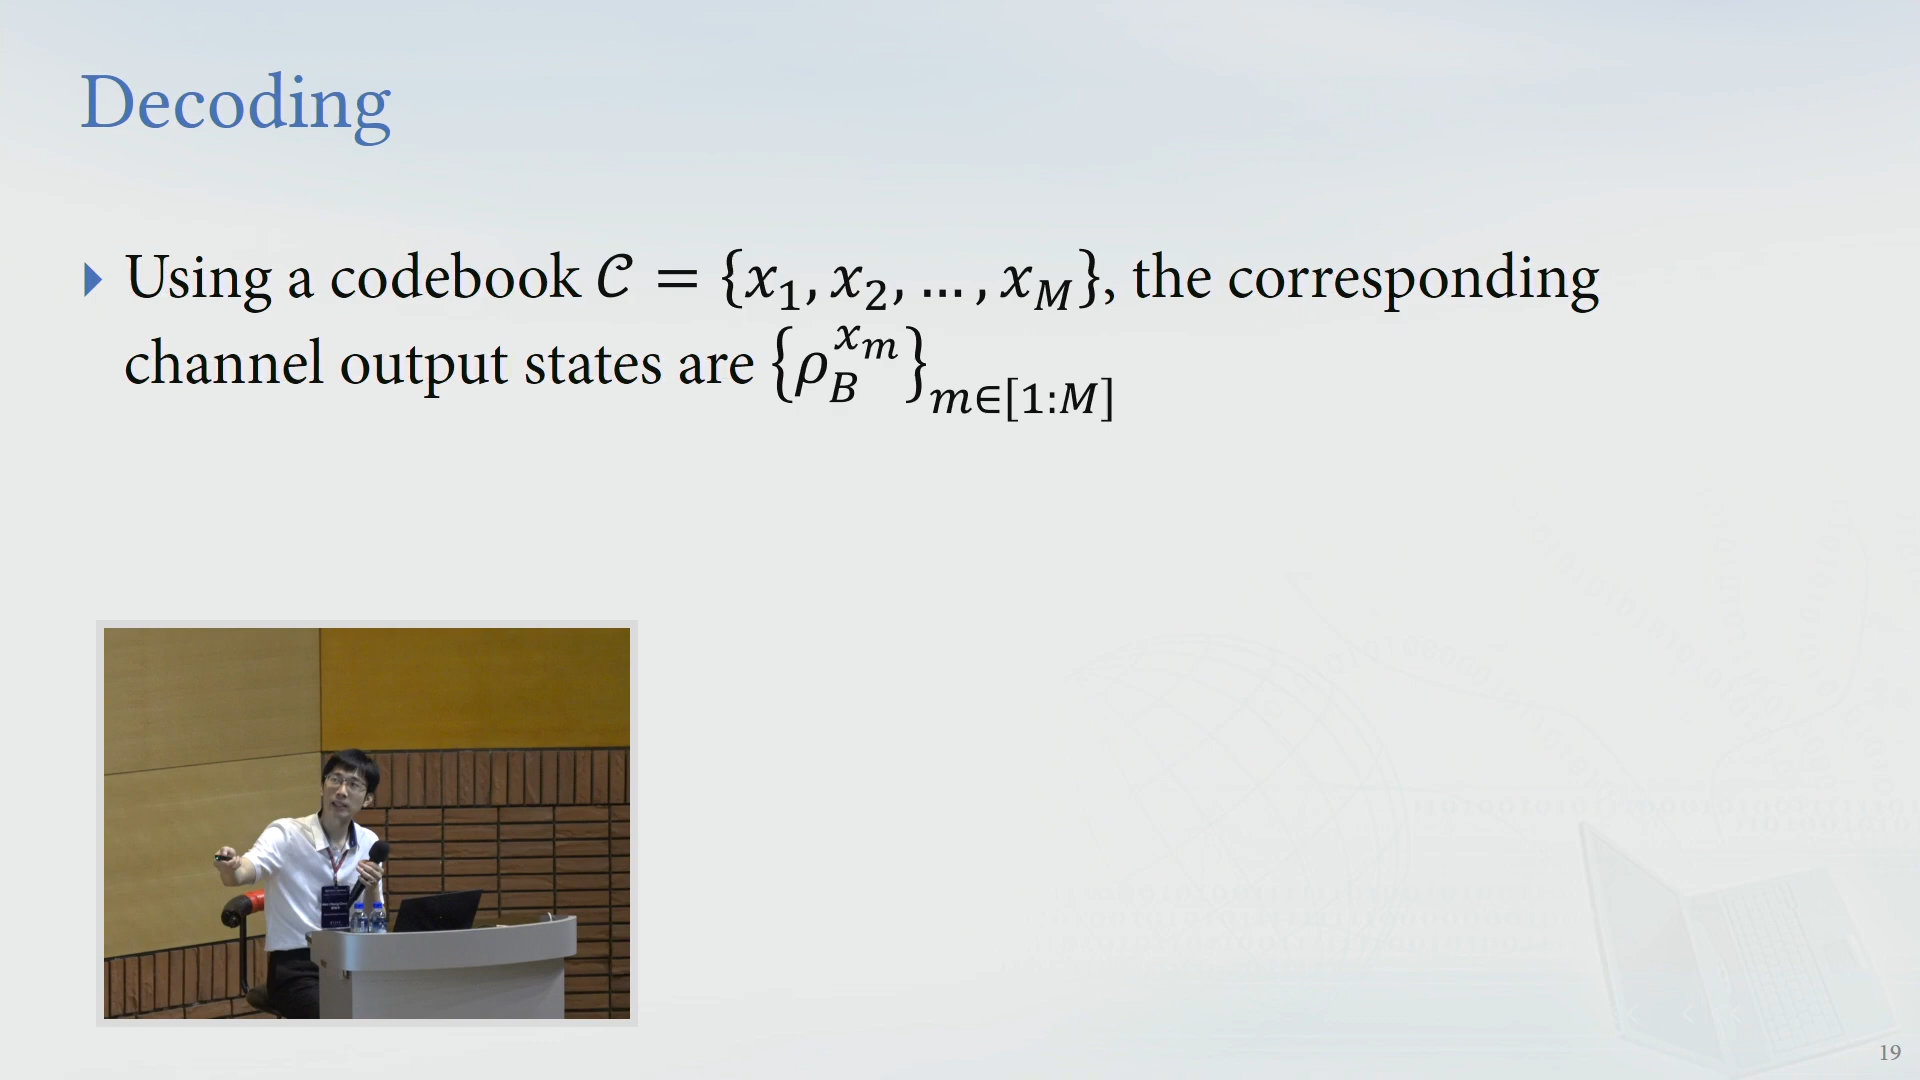 Decoding
Using a codebook 𝒞 = {x₁, x₂, … , x_M}, the corresponding
channel output states are {ρ_B^{x_m}}_{m∈[1:M]}
19